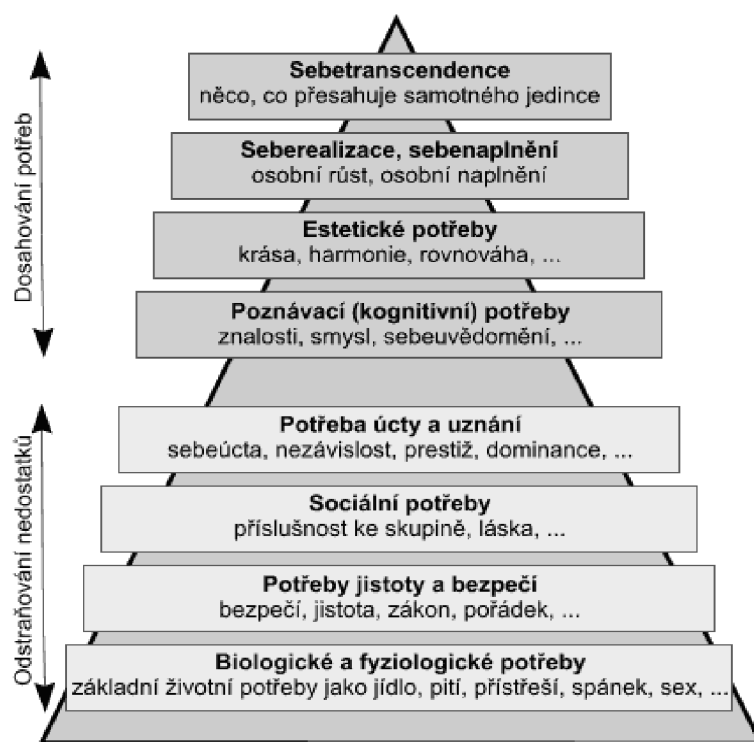 Sebetranscendence
něco, co přesahuje samotného jedince
Seberealizace, sebenaplnění
osobní růst, osobní naplnění
Estetické potřeby
krása, harmonie, rovnováha, ...
Poznávací (kognitivní) potřeby
znalosti, smysl, sebeuvědomění, ...
Dosahování potřeb
Potřeba úcty a uznání
sebeúcta, nezávislost, prestiž, dominance, ...
Sociální potřeby
příslušnost ke skupině, láska, ...
Potřeby jistoty a bezpečí
bezpečí, jistota, zákon, pořádek, ...
Biologické a fyziologické potřeby
základní životní potřeby jako jídlo, pití, přístřeší, spánek, sex, ...
Odstraňování nedostatků